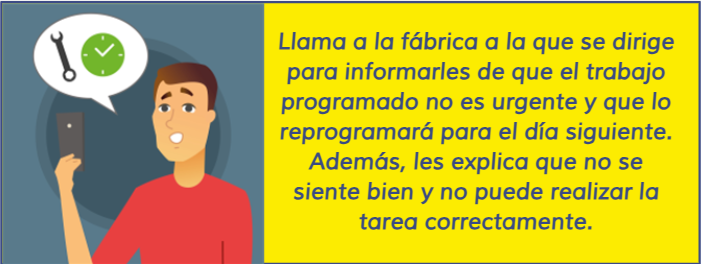 Llama a la fábrica a la que se dirige
para informarles de que el trabajo
programado no es urgente y que lo
reprogramará para el día siguiente.
Además, les explica que no se
siente bien y no puede realizar la
tarea correctamente.